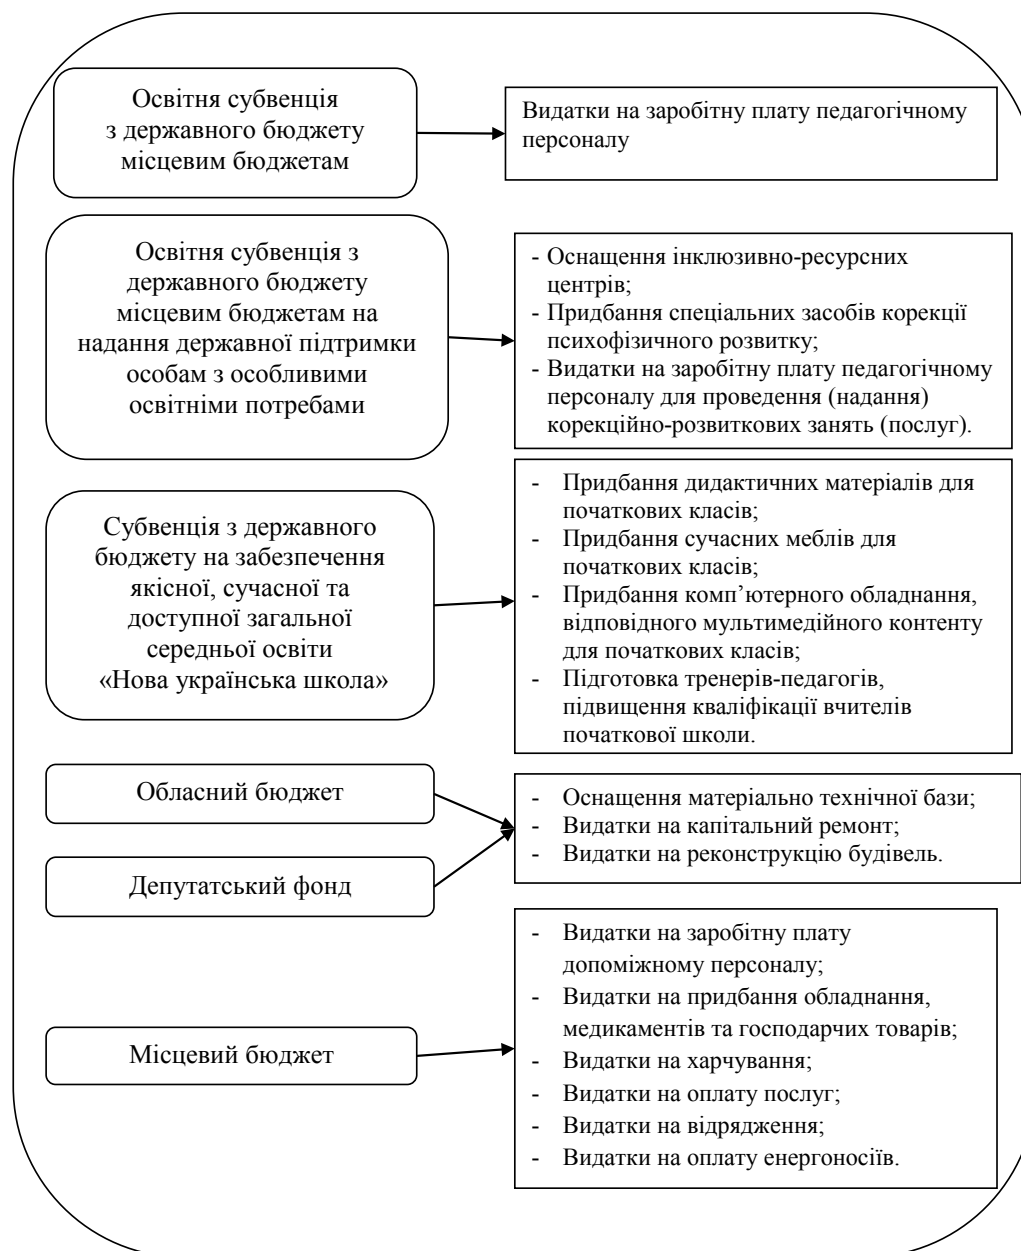 Освітня субвенція
з державного бюджету
місцевим бюджетам
Видатки на заробітну плату педагогічному
персоналу
Освітня субвенція з
державного бюджету
місцевим бюджетам на
надання державної підтримки
особам з особливими
освітніми потребами
- Оснащення інклюзивно-ресурсних
центрів;
- Придбання спеціальних засобів корекції
психофізичного розвитку;
- Видатки на заробітну плату педагогічному
персоналу для проведення (надання)
корекційно-розвиткових занять (послуг).
Субвенція з державного
бюджету на забезпечення
якісної, сучасної та
доступної загальної
середньої освіти
«Нова українська школа»
- Придбання дидактичних матеріалів для
початкових класів;
- Придбання сучасних меблів для
початкових класів;
- Придбання комп’ютерного обладнання,
відповідного мультимедійного контенту
для початкових класів;
- Підготовка тренерів-педагогів,
підвищення кваліфікації вчителів
початкової школи.
Обласний бюджет
Депутатський фонд
- Оснащення матеріально технічної бази;
- Видатки на капітальний ремонт;
- Видатки на реконструкцію будівель.
Місцевий бюджет
- Видатки на заробітну плату
допоміжному персоналу;
- Видатки на придбання обладнання,
медикаментів та господарчих товарів;
- Видатки на харчування;
- Видатки на оплату послуг;
- Видатки на відрядження;
- Видатки на оплату енергоносіїв.